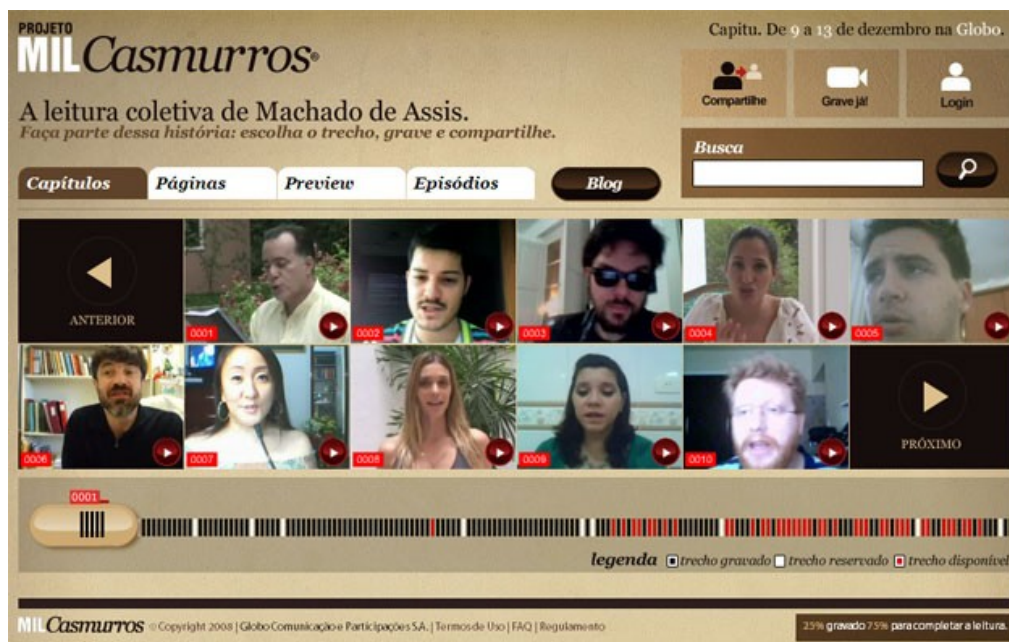 PROJETO
MIL Casmurros®
Capitu. De 9 a 13 de dezembro na Globo.
Compartilhe
Grave já!
Login
A leitura coletiva de Machado de Assis.
Faça parte dessa história: escolha o trecho, grave e compartilhe.
Busca
Capítulos
Páginas
Preview
Episódios
Blog
ANTERIOR
0001
0002
0003
0004
0005
0006
0007
0008
0009
0010
PRÓXIMO
0001
legenda trecho gravado trecho reservado trecho disponível
MIL Casmurros © Copyright 2008 | Globo Comunicação e Participações S.A. | Termos de Uso | FAQ | Regulamento
25% gravado 75% para completar a leitura.